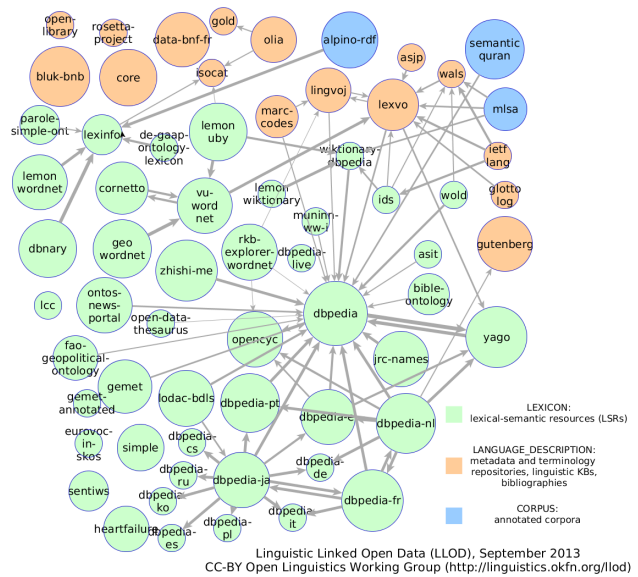 open-
library
rosetta-
project
data-bnf-fr
gold
olia
alpino-rdf
semantic
quran
asjp
bluk-bnb
core
isocat
lingvoj
wals
lexvo
mlsa
marc-
codes
parole-
simple-ont
lexinfo
de-gaap-
ontology-
lexicon
lemon
uby
wiktionary-
dbpedia
ietf
lang
lemon
wordnet
cornetto
vu-
word
net
lemon
wiktionary
ids
wold
glotto
log
muninn-
ww-i
dbnary
geo
wordnet
rkb-
explorer-
wordnet
dbpedia-
live
asit
gutenberg
zhishi-me
bible-
ontology
lcc
ontos-
news-
portal
open-data-
thesaurus
dbpedia
opencyc
yago
fao-
geopolitical-
ontology
jrc-names
gemet
gemet-
annotated
lodac-bdls
dbpedia-pt
dbpedia-e
dbpedia-nl
eurovoc-
in-
skos
simple
dbpedia-
cs
dbpedia-
ru
dbpedia-ja
dbpedia-
de
sentiws
dbpedia-
ko
dbpedia-fr
heartfailure
dbpedia-
es
dbpedia-
pl
dbpedia-
it
LEXICON:
lexical-semantic resources (LSRs)
LANGUAGE_DESCRIPTION:
metadata and terminology
repositories, linguistic KBs,
bibliographies
CORPUS:
annotated corpora
Linguistic Linked Open Data (LLOD), September 2013
CC-BY Open Linguistics Working Group (http://linguistics.okfn.org/llod)